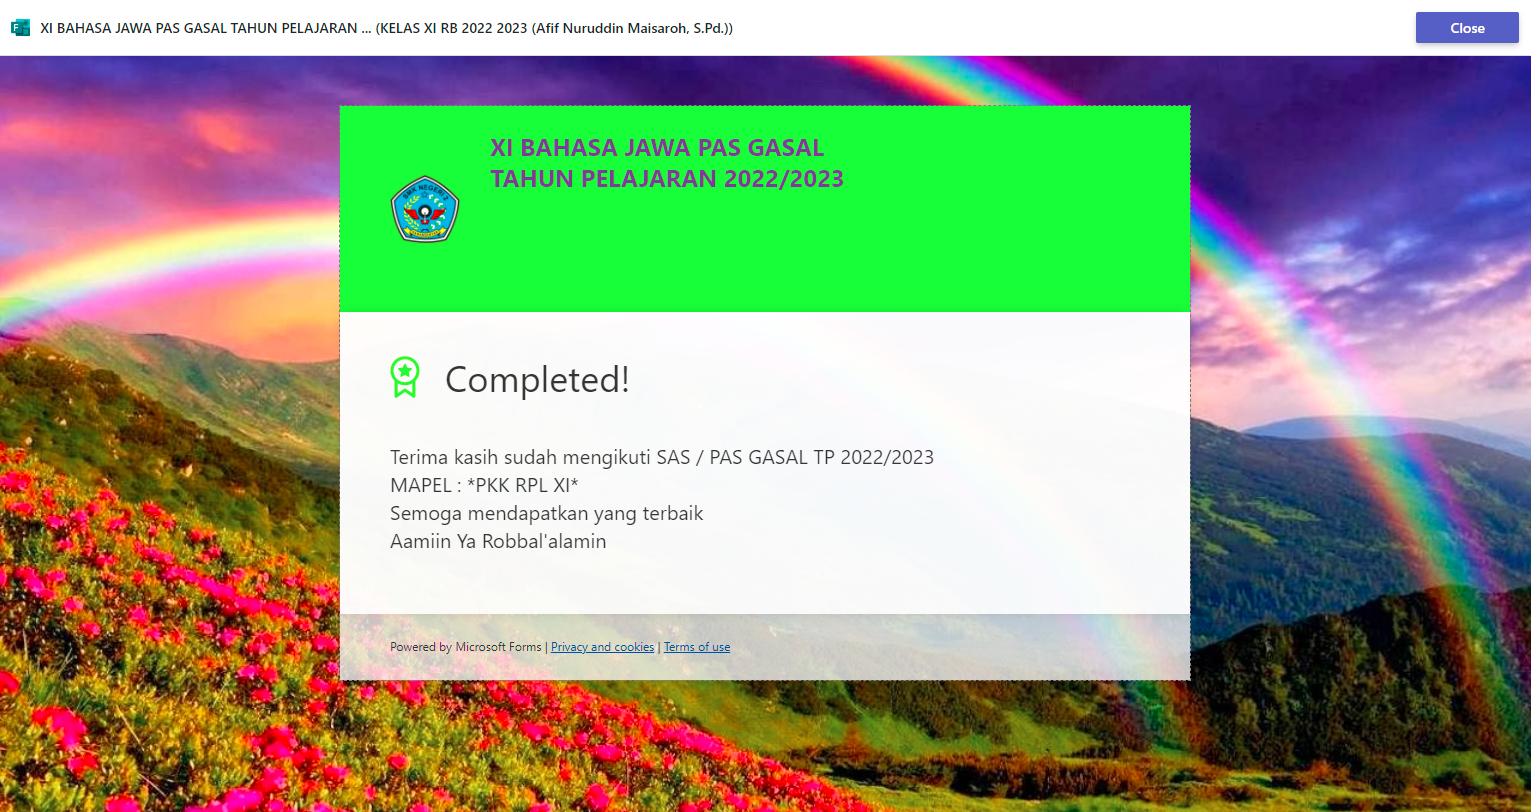 XI BAHASA JAWA PAS GASAL TAHUN PELAJARAN ... (KELAS XI RB 2022 2023 (Afif Nuruddin Maisaroh, S.Pd.))
Close
XI BAHASA JAWA PAS GASAL
TAHUN PELAJARAN 2022/2023
SMK NEGERI 2
Completed!
Terima kasih sudah mengikuti SAS / PAS GASAL TP 2022/2023
MAPEL : *PKK RPL XI*
Semoga mendapatkan yang terbaik
Aamiin Ya Robbal'alamin
Powered by Microsoft Forms | Privacy and cookies | Terms of use